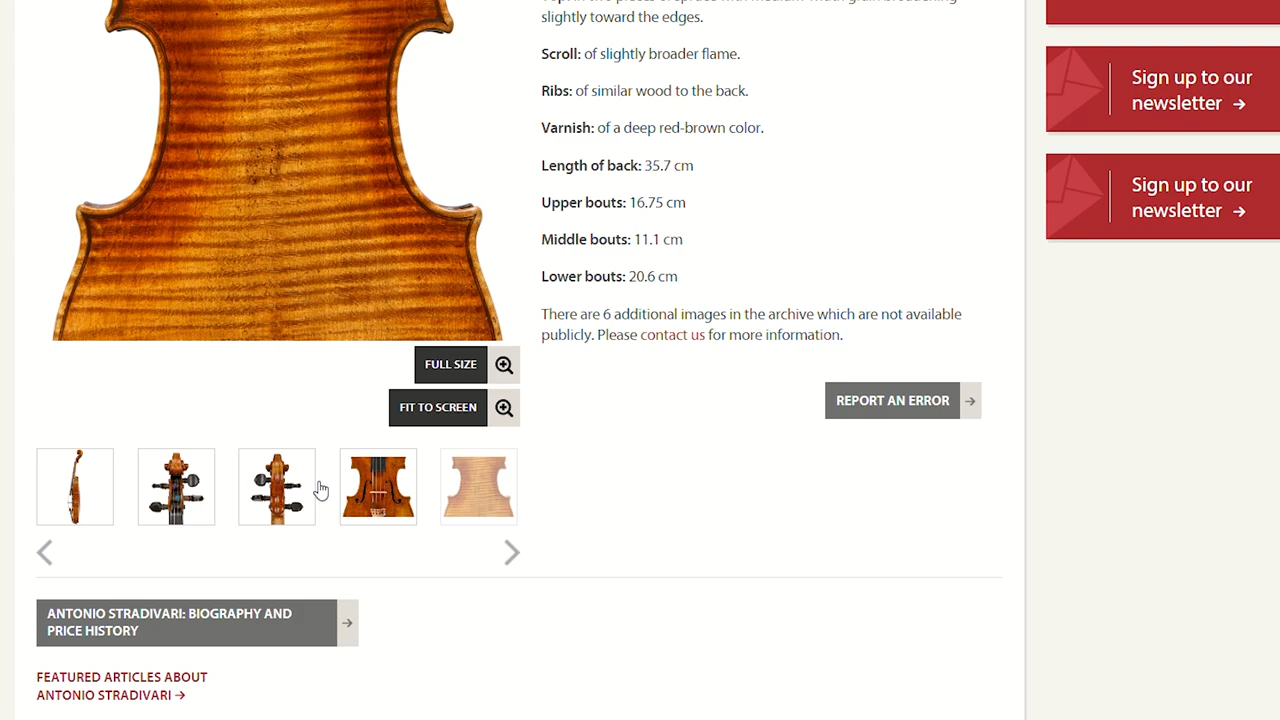 slightly toward the edges.
Scroll: of slightly broader flame.
Ribs: of similar wood to the back.
Varnish: of a deep red-brown color.
Length of back: 35.7 cm
Upper bouts: 16.75 cm
Middle bouts: 11.1 cm
Lower bouts: 20.6 cm
There are 6 additional images in the archive which are not available
publicly. Please contact us for more information.
REPORT AN ERROR
Sign up to our
newsletter →
Sign up to our
newsletter →
FULL SIZE
FIT TO SCREEN
ANTONIO STRADIVARI: BIOGRAPHY AND
PRICE HISTORY
FEATURED ARTICLES ABOUT
ANTONIO STRADIVARI →